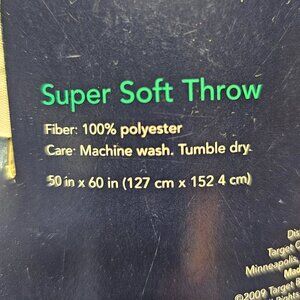 Super Soft Throw
Fiber: 100% polyester
Care: Machine wash. Tumble dry.
50 in x 60 in (127 cm x 152 4 cm)
Target
Minneapolis,
©2009 Target